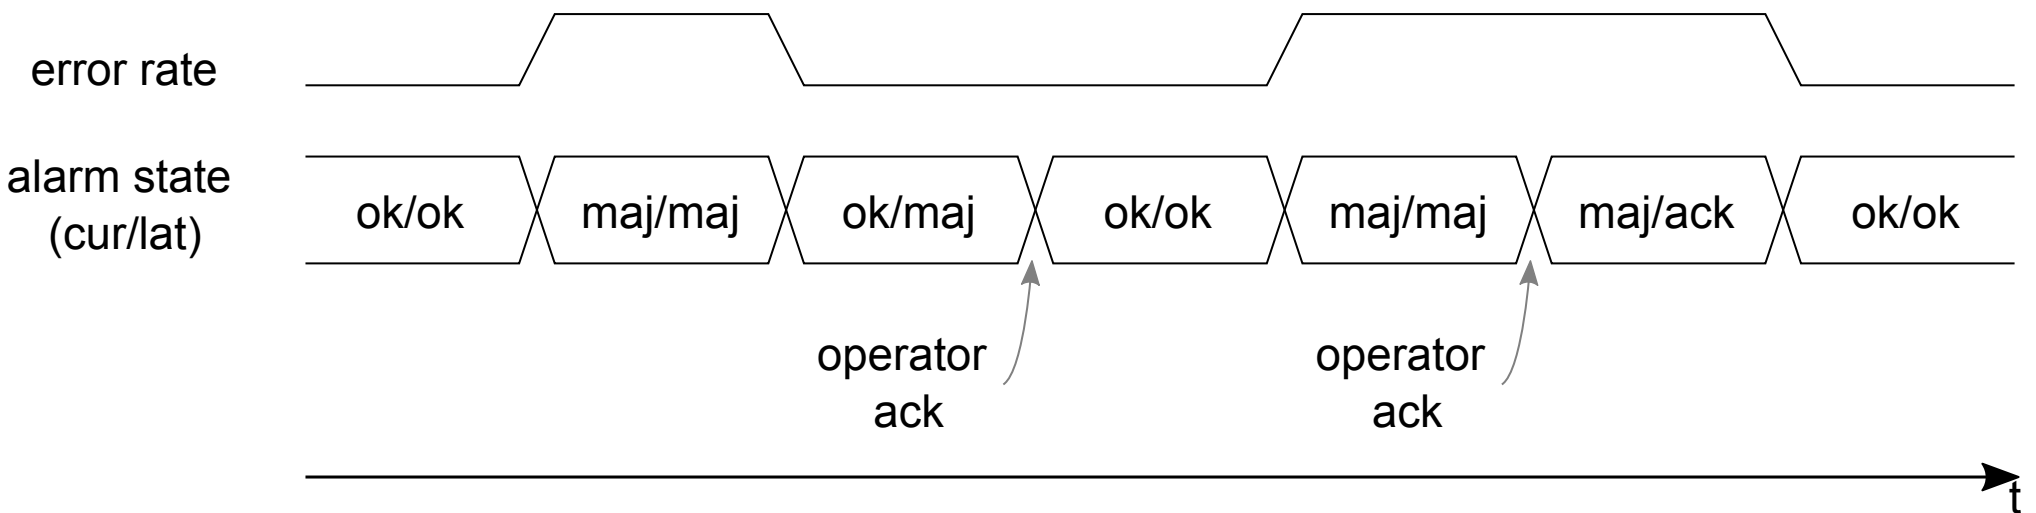 error rate
alarm state
(cur/lat)
ok/ok maj/maj ok/maj ok/ok maj/maj maj/ack ok/ok
operator
ack
operator
ack
t